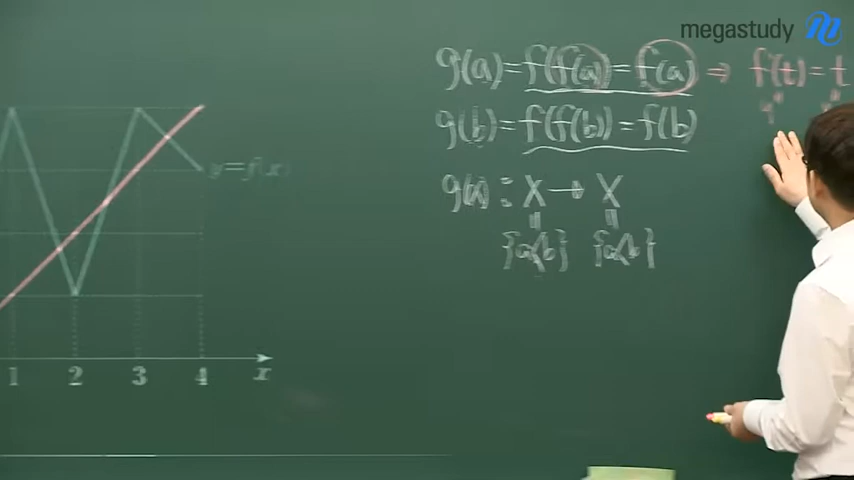 megastudy
g(a)=f(f(a))=f(a) ⇒ f(t)=t
g(b)=f(f(b))=f(b)
g(x) : X → X
{a,b} {a,b}
y=f(x)
1 2 3 4 x